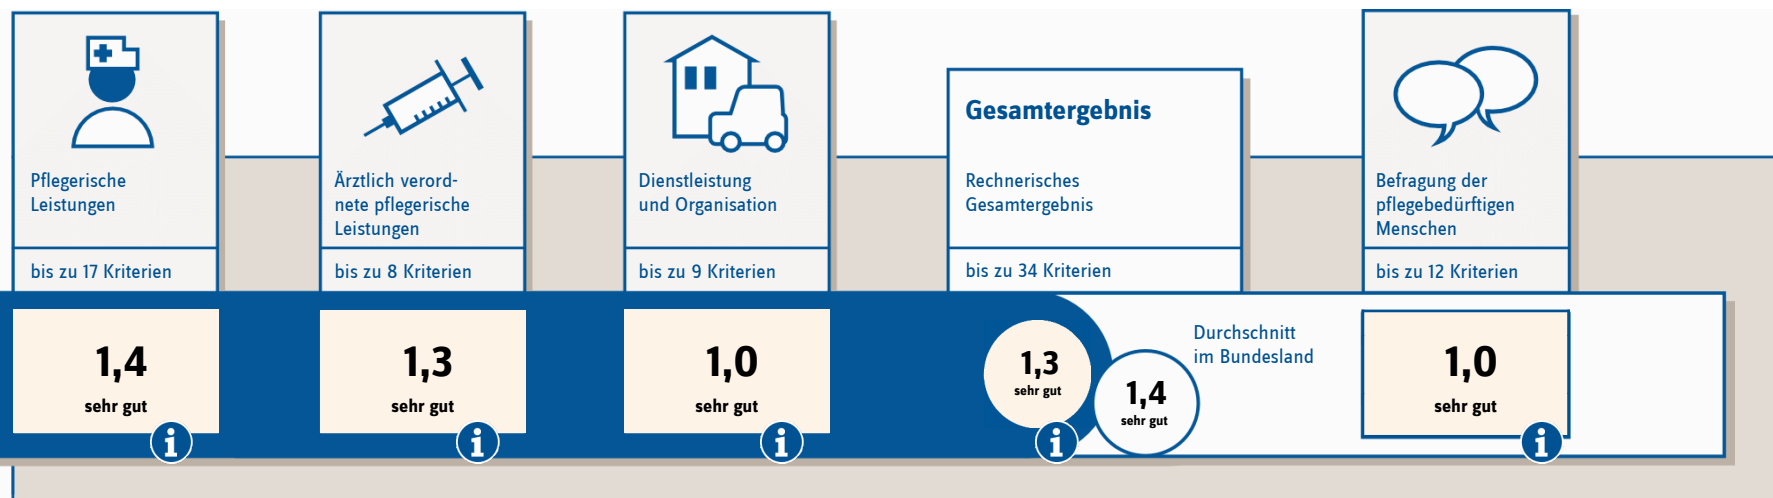 Pflegerische
Leistungen
bis zu 17 Kriterien
1,4
sehr gut
Ärztlich verord-
nete pflegerische
Leistungen
bis zu 8 Kriterien
1,3
sehr gut
Dienstleistung
und Organisation
bis zu 9 Kriterien
1,0
sehr gut
Gesamtergebnis
Rechnerisches
Gesamtergebnis
bis zu 34 Kriterien
1,3
sehr gut
1,4
sehr gut
Durchschnitt
im Bundesland
Befragung der
pflegebedürftigen
Menschen
bis zu 12 Kriterien
1,0
sehr gut